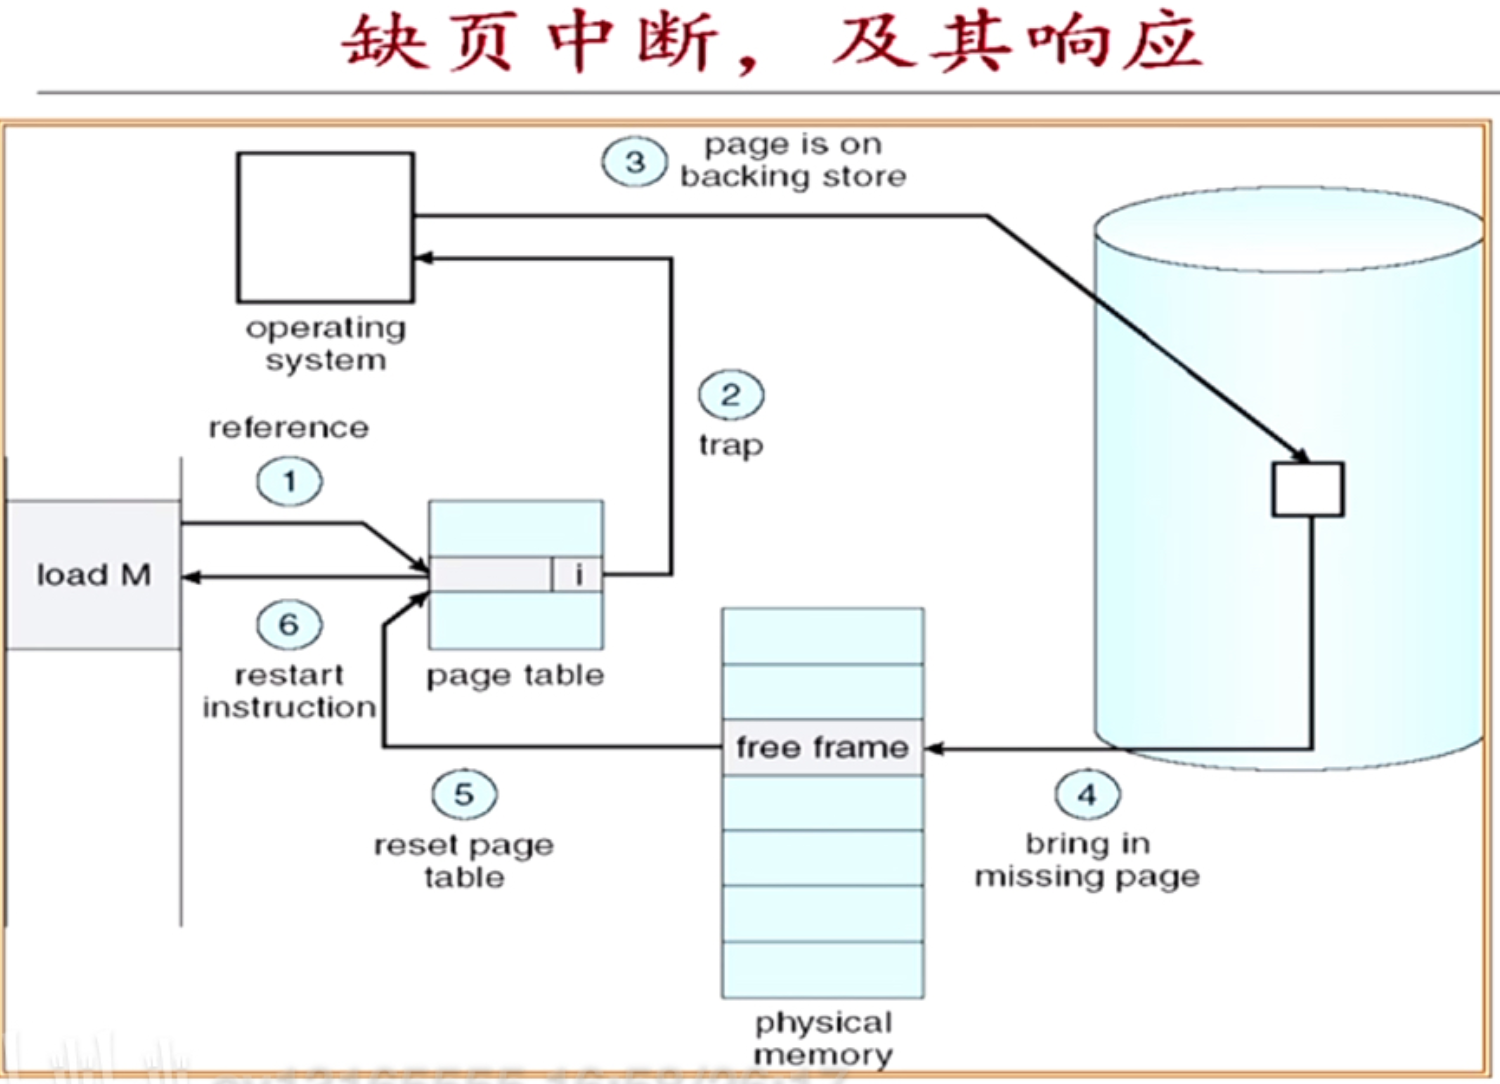 缺页中断，及其响应
3
page is on
backing store
operating
system
2
trap
reference
1
load M
i
6
restart
instruction
page table
free frame
5
reset page
table
4
bring in
missing page
physical
memory